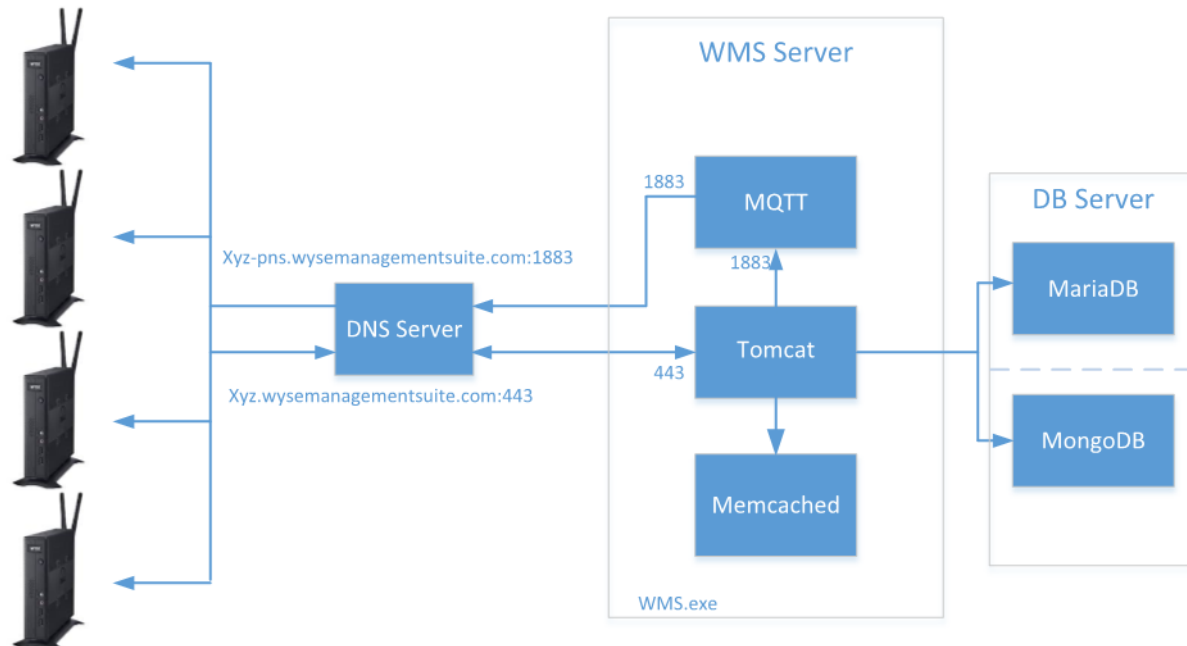 WMS Server
1883
MQTT
DB Server
Xyz-pns.wysemanagementsuite.com:1883
1883
MariaDB
DNS Server
Tomcat
443
Xyz.wysemanagementsuite.com:443
MongoDB
Memcached
WMS.exe